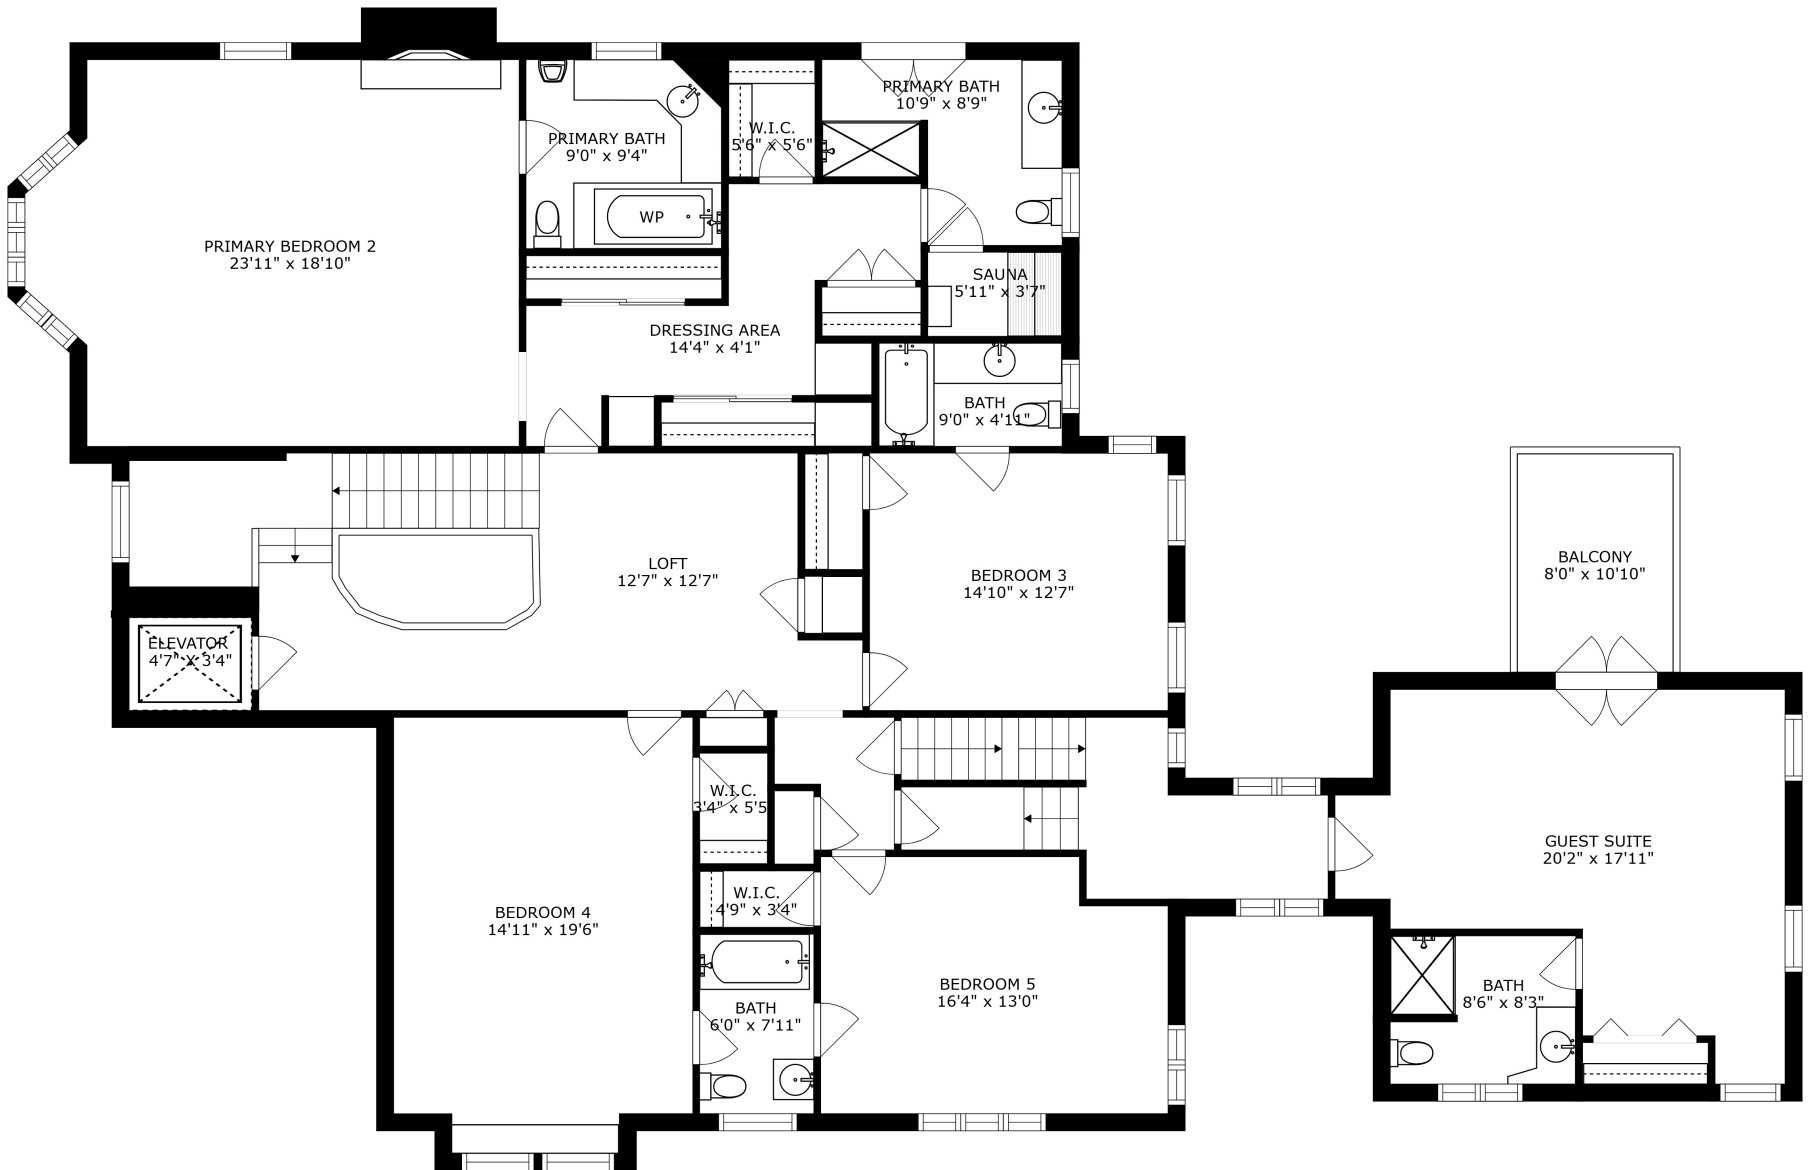 PRIMARY BATH
10'9" x 8'9"
W.I.C.
5'6" x 5'6"
PRIMARY BATH
9'0" x 9'4"
WP
PRIMARY BEDROOM 2
23'11" x 18'10"
SAUNA
5'11" x 3'7"
DRESSING AREA
14'4" x 4'1"
BATH
9'0" x 4'11"
LOFT
12'7" x 12'7"
BEDROOM 3
14'10" x 12'7"
BALCONY
8'0" x 10'10"
ELEVATOR
4'7" X 3'4"
W.I.C.
3'4" x 5'5
GUEST SUITE
20'2" x 17'11"
W.I.C.
4'9" x 3'4"
BEDROOM 4
14'11" x 19'6"
BEDROOM 5
16'4" x 13'0"
BATH
6'0" x 7'11"
BATH
8'6" x 8'3"